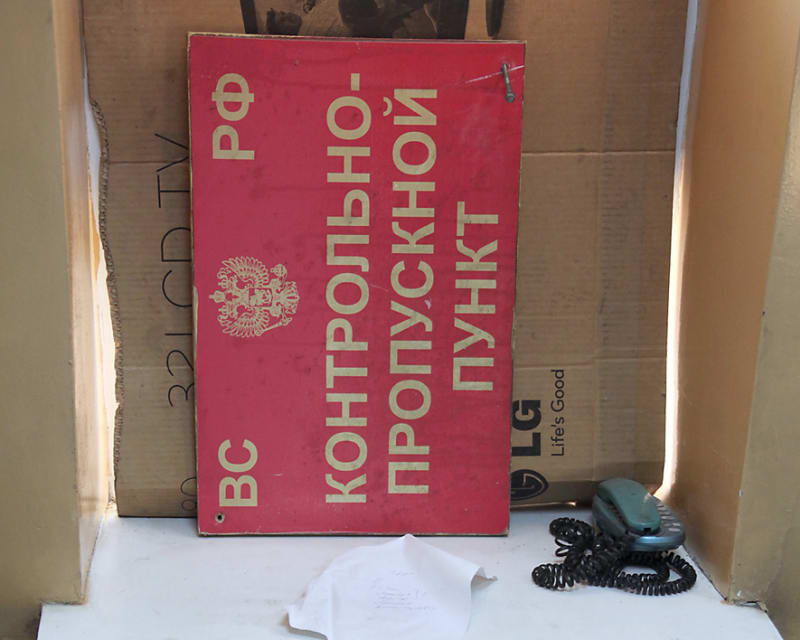 ВС РФ
КОНТРОЛЬНО-
ПРОПУСКНОЙ
ПУНКТ
32LCD TV
LG
Life's Good